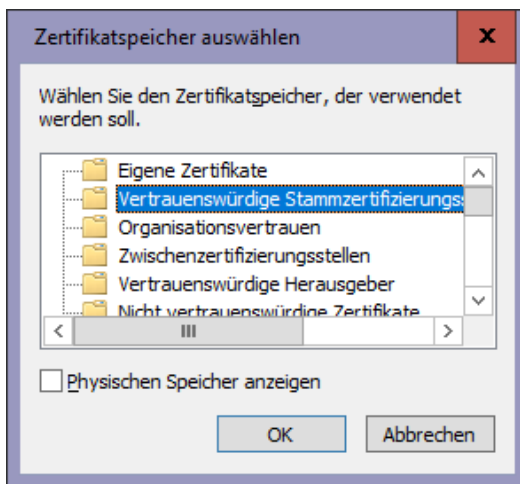 Zertifikatspeicher auswählen
x
Wählen Sie den Zertifikatspeicher, der verwendet
werden soll.
Eigene Zertifikate
Vertrauenswürdige Stammzertifizierungs
Organisationsvertrauen
Zwischenzertifizierungsstellen
Vertrauenswürdige Herausgeber
Nicht vertrauenswürdige Zertifikate
Physischen Speicher anzeigen
OK
Abbrechen